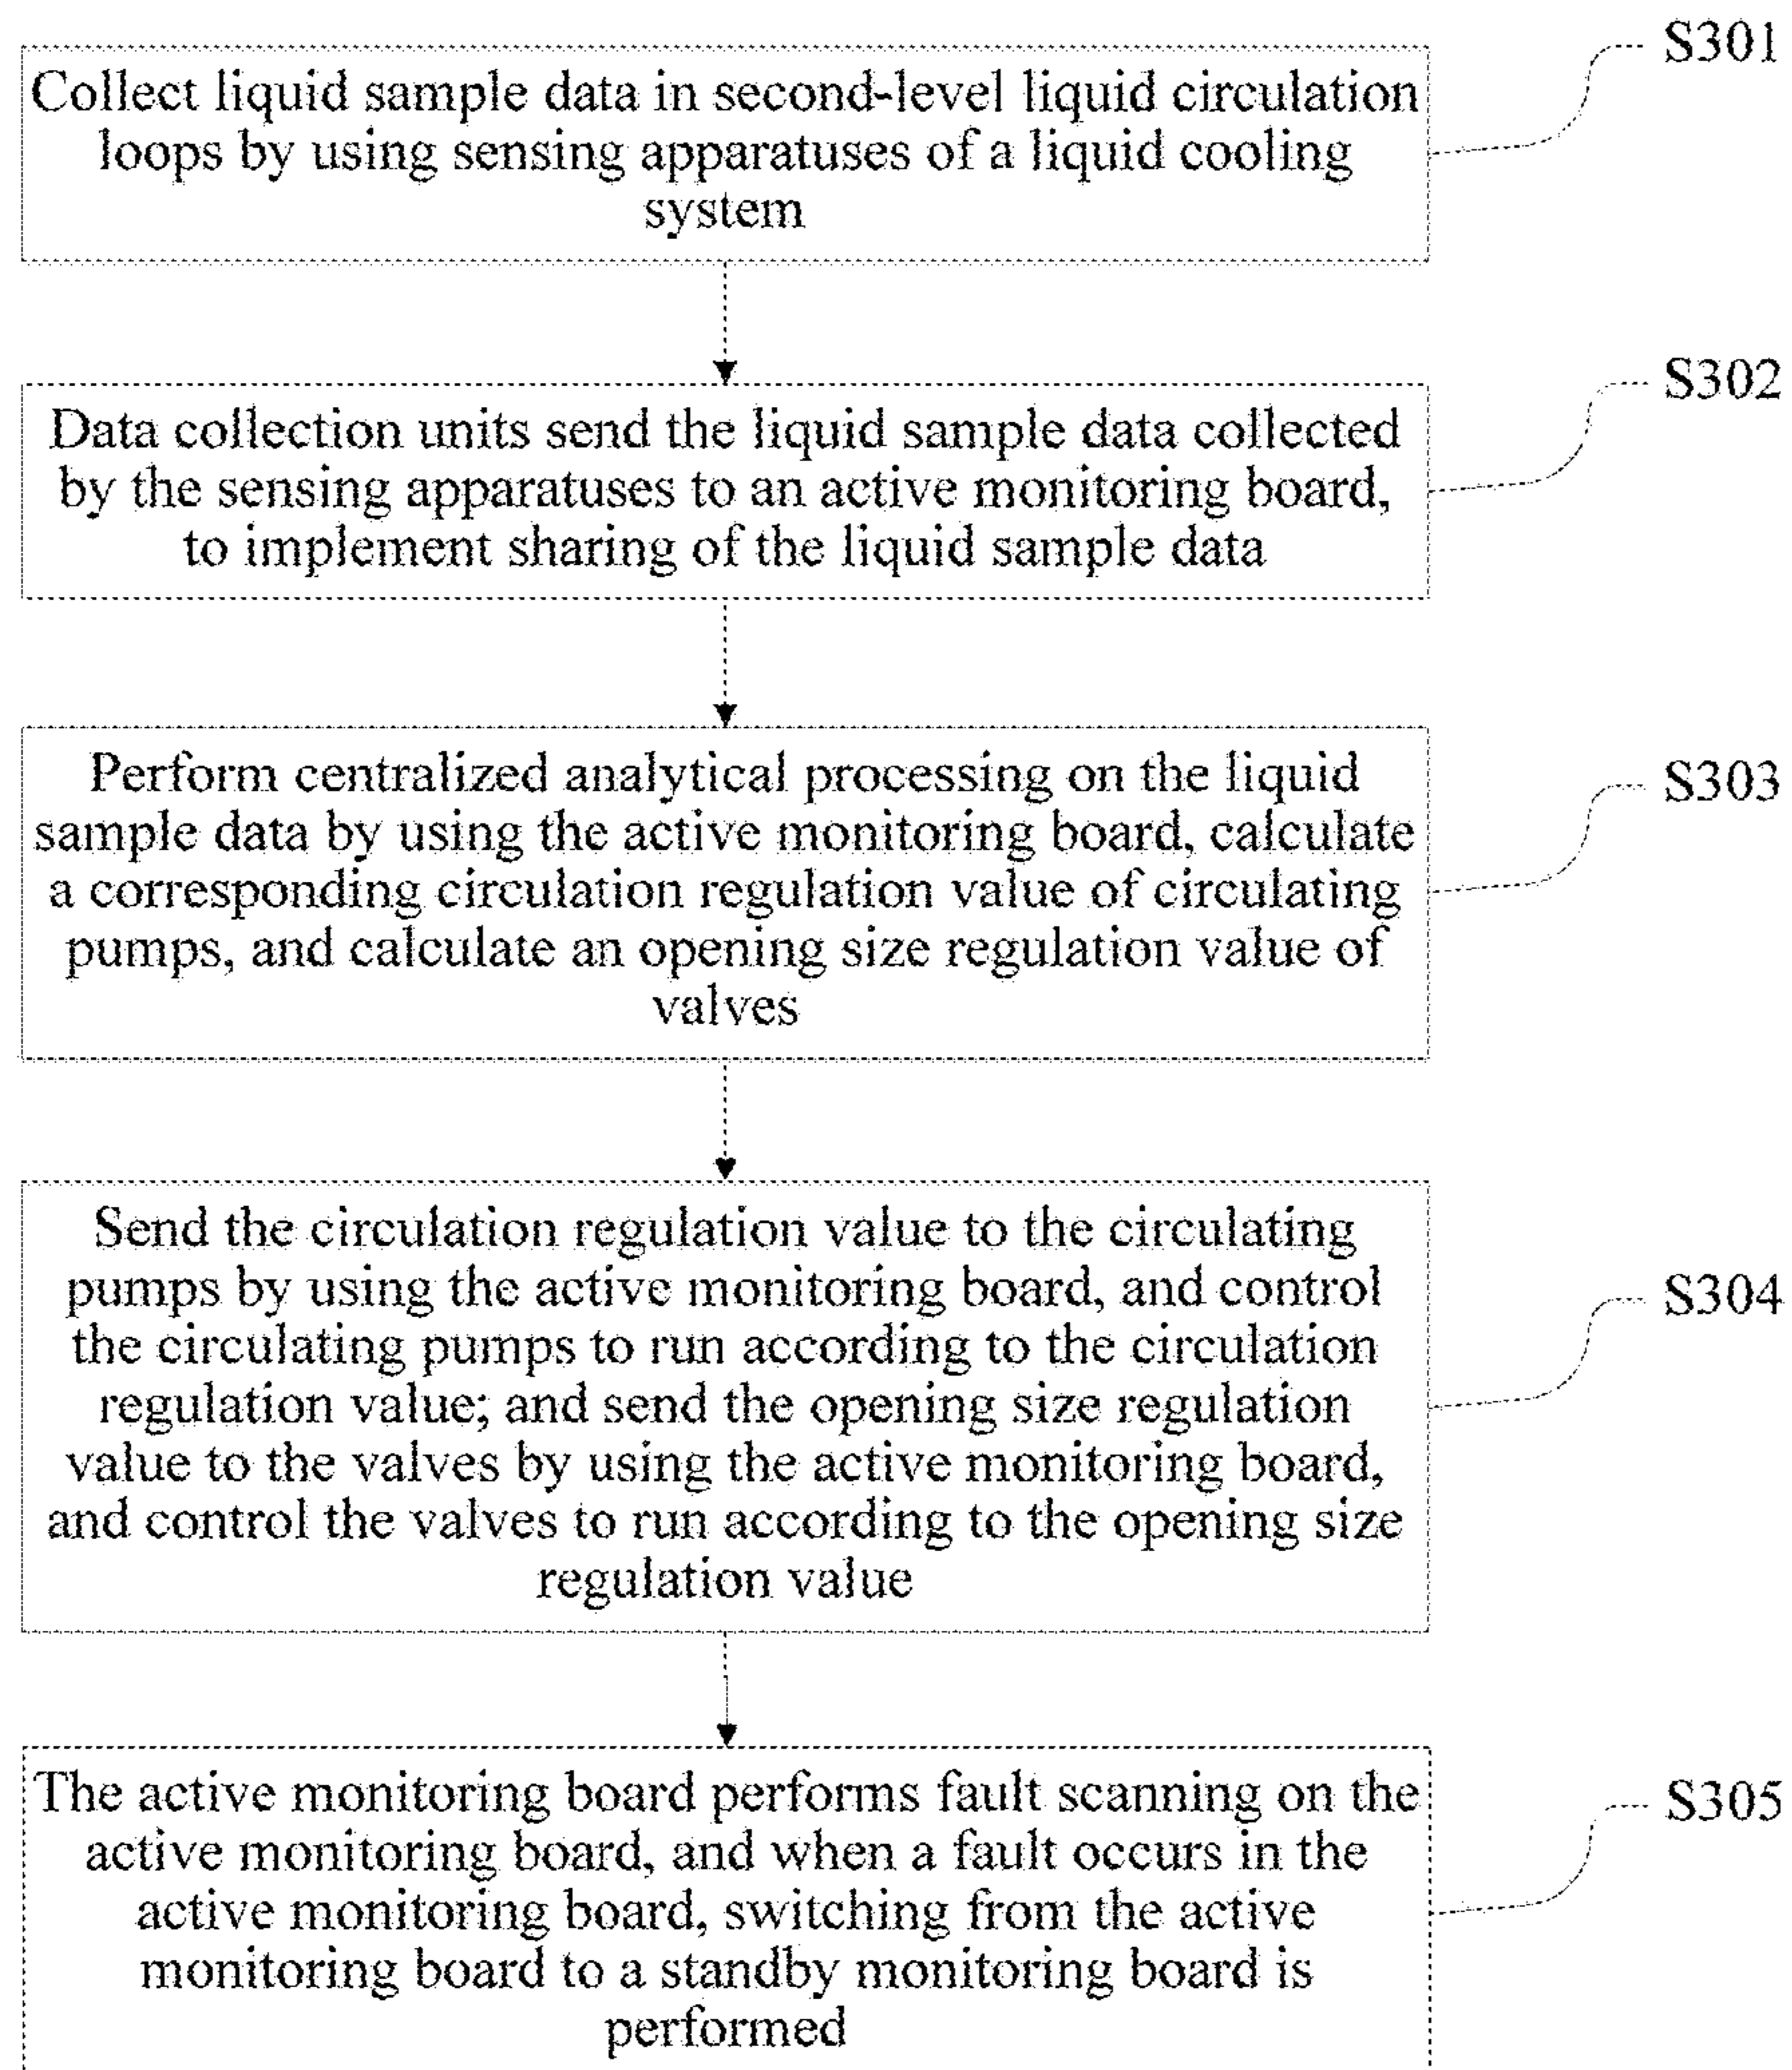 S301
Collect liquid sample data in second-level liquid circulation
loops by using sensing apparatuses of a liquid cooling
system
S302
Data collection units send the liquid sample data collected
by the sensing apparatuses to an active monitoring board,
to implement sharing of the liquid sample data
S303
Perform centralized analytical processing on the liquid
sample data by using the active monitoring board, calculate
a corresponding circulation regulation value of circulating
pumps, and calculate an opening size regulation value of
valves
S304
Send the circulation regulation value to the circulating
pumps by using the active monitoring board, and control
the circulating pumps to run according to the circulation
regulation value; and send the opening size regulation
value to the valves by using the active monitoring board,
and control the valves to run according to the opening size
regulation value
S305
The active monitoring board performs fault scanning on the
active monitoring board, and when a fault occurs in the
active monitoring board, switching from the active
monitoring board to a standby monitoring board is
performed